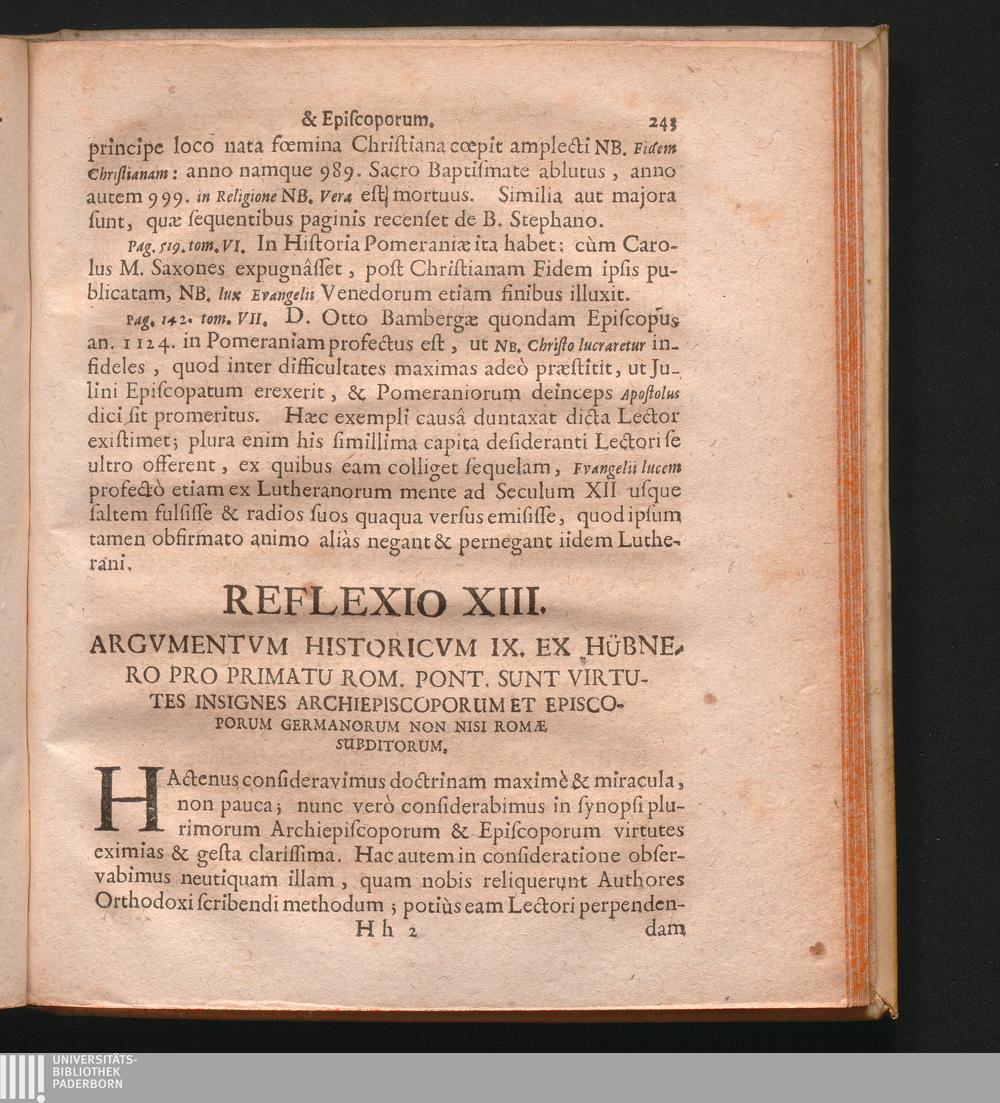 & Epiſcoporum. 243
principe loco nata fœmina Chriſtiana cœpit amplecti NB. Fidem
Chriſtianam: anno namque 989. Sacro Baptiſmate ablutus, anno
autem 999. in Religione NB. Vera eſt mortuus. Similia aut majora
ſunt, quæ ſequentibus paginis recenſet de B. Stephano.
Pag. 519. tom. VI. In Hiſtoria Pomeraniæ ita habet: cùm Caro-
lus M. Saxones expugnâſſet, poſt Chriſtianam Fidem ipſis pu-
blicatam, NB. lux Evangelii Venedorum etiam finibus illuxit.
Pag. 142. tom. VII. D. Otto Bambergæ quondam Epiſcopus
an. 1124. in Pomeraniam profectus eſt, ut NB. Chriſto lucraretur in-
fideles, quod inter difficultates maximas adeò præſtitit, ut Ju-
lini Epiſcopatum erexerit, & Pomeraniorum deinceps Apoſtolus
dici ſit promeritus. Hæc exempli causâ duntaxat dicta Lector
exiſtimet; plura enim his ſimillima capita deſideranti Lectori ſe
ultro offerent, ex quibus eam colliget ſequelam, Evangelii lucem
profectò etiam ex Lutheranorum mente ad Seculum XII uſque
ſaltem fulſiſſe & radios ſuos quaqua verſus emiſiſſe, quod ipſum
tamen obfirmato animo aliàs negant & pernegant iidem Luthe-
rani.
REFLEXIO XIII.
ARGVMENTVM HISTORICVM IX. EX HÜBNE-
RO PRO PRIMATU ROM. PONT. SUNT VIRTU-
TES INSIGNES ARCHIEPISCOPORUM ET EPISCO-
PORUM GERMANORUM NON NISI ROMÆ
SUBDITORUM.
HActenus conſideravimus doctrinam maximè & miracula,
non pauca; nunc verò conſiderabimus in ſynopſi plu-
rimorum Archiepiſcoporum & Epiſcoporum virtutes
eximias & geſta clariſſima. Hac autem in conſideratione obſer-
vabimus neutiquam illam, quam nobis reliquerunt Authores
Orthodoxi ſcribendi methodum; potiùs eam Lectori perpenden-
H h 2 dam
UNIVERSITÄTS-
BIBLIOTHEK
PADERBORN